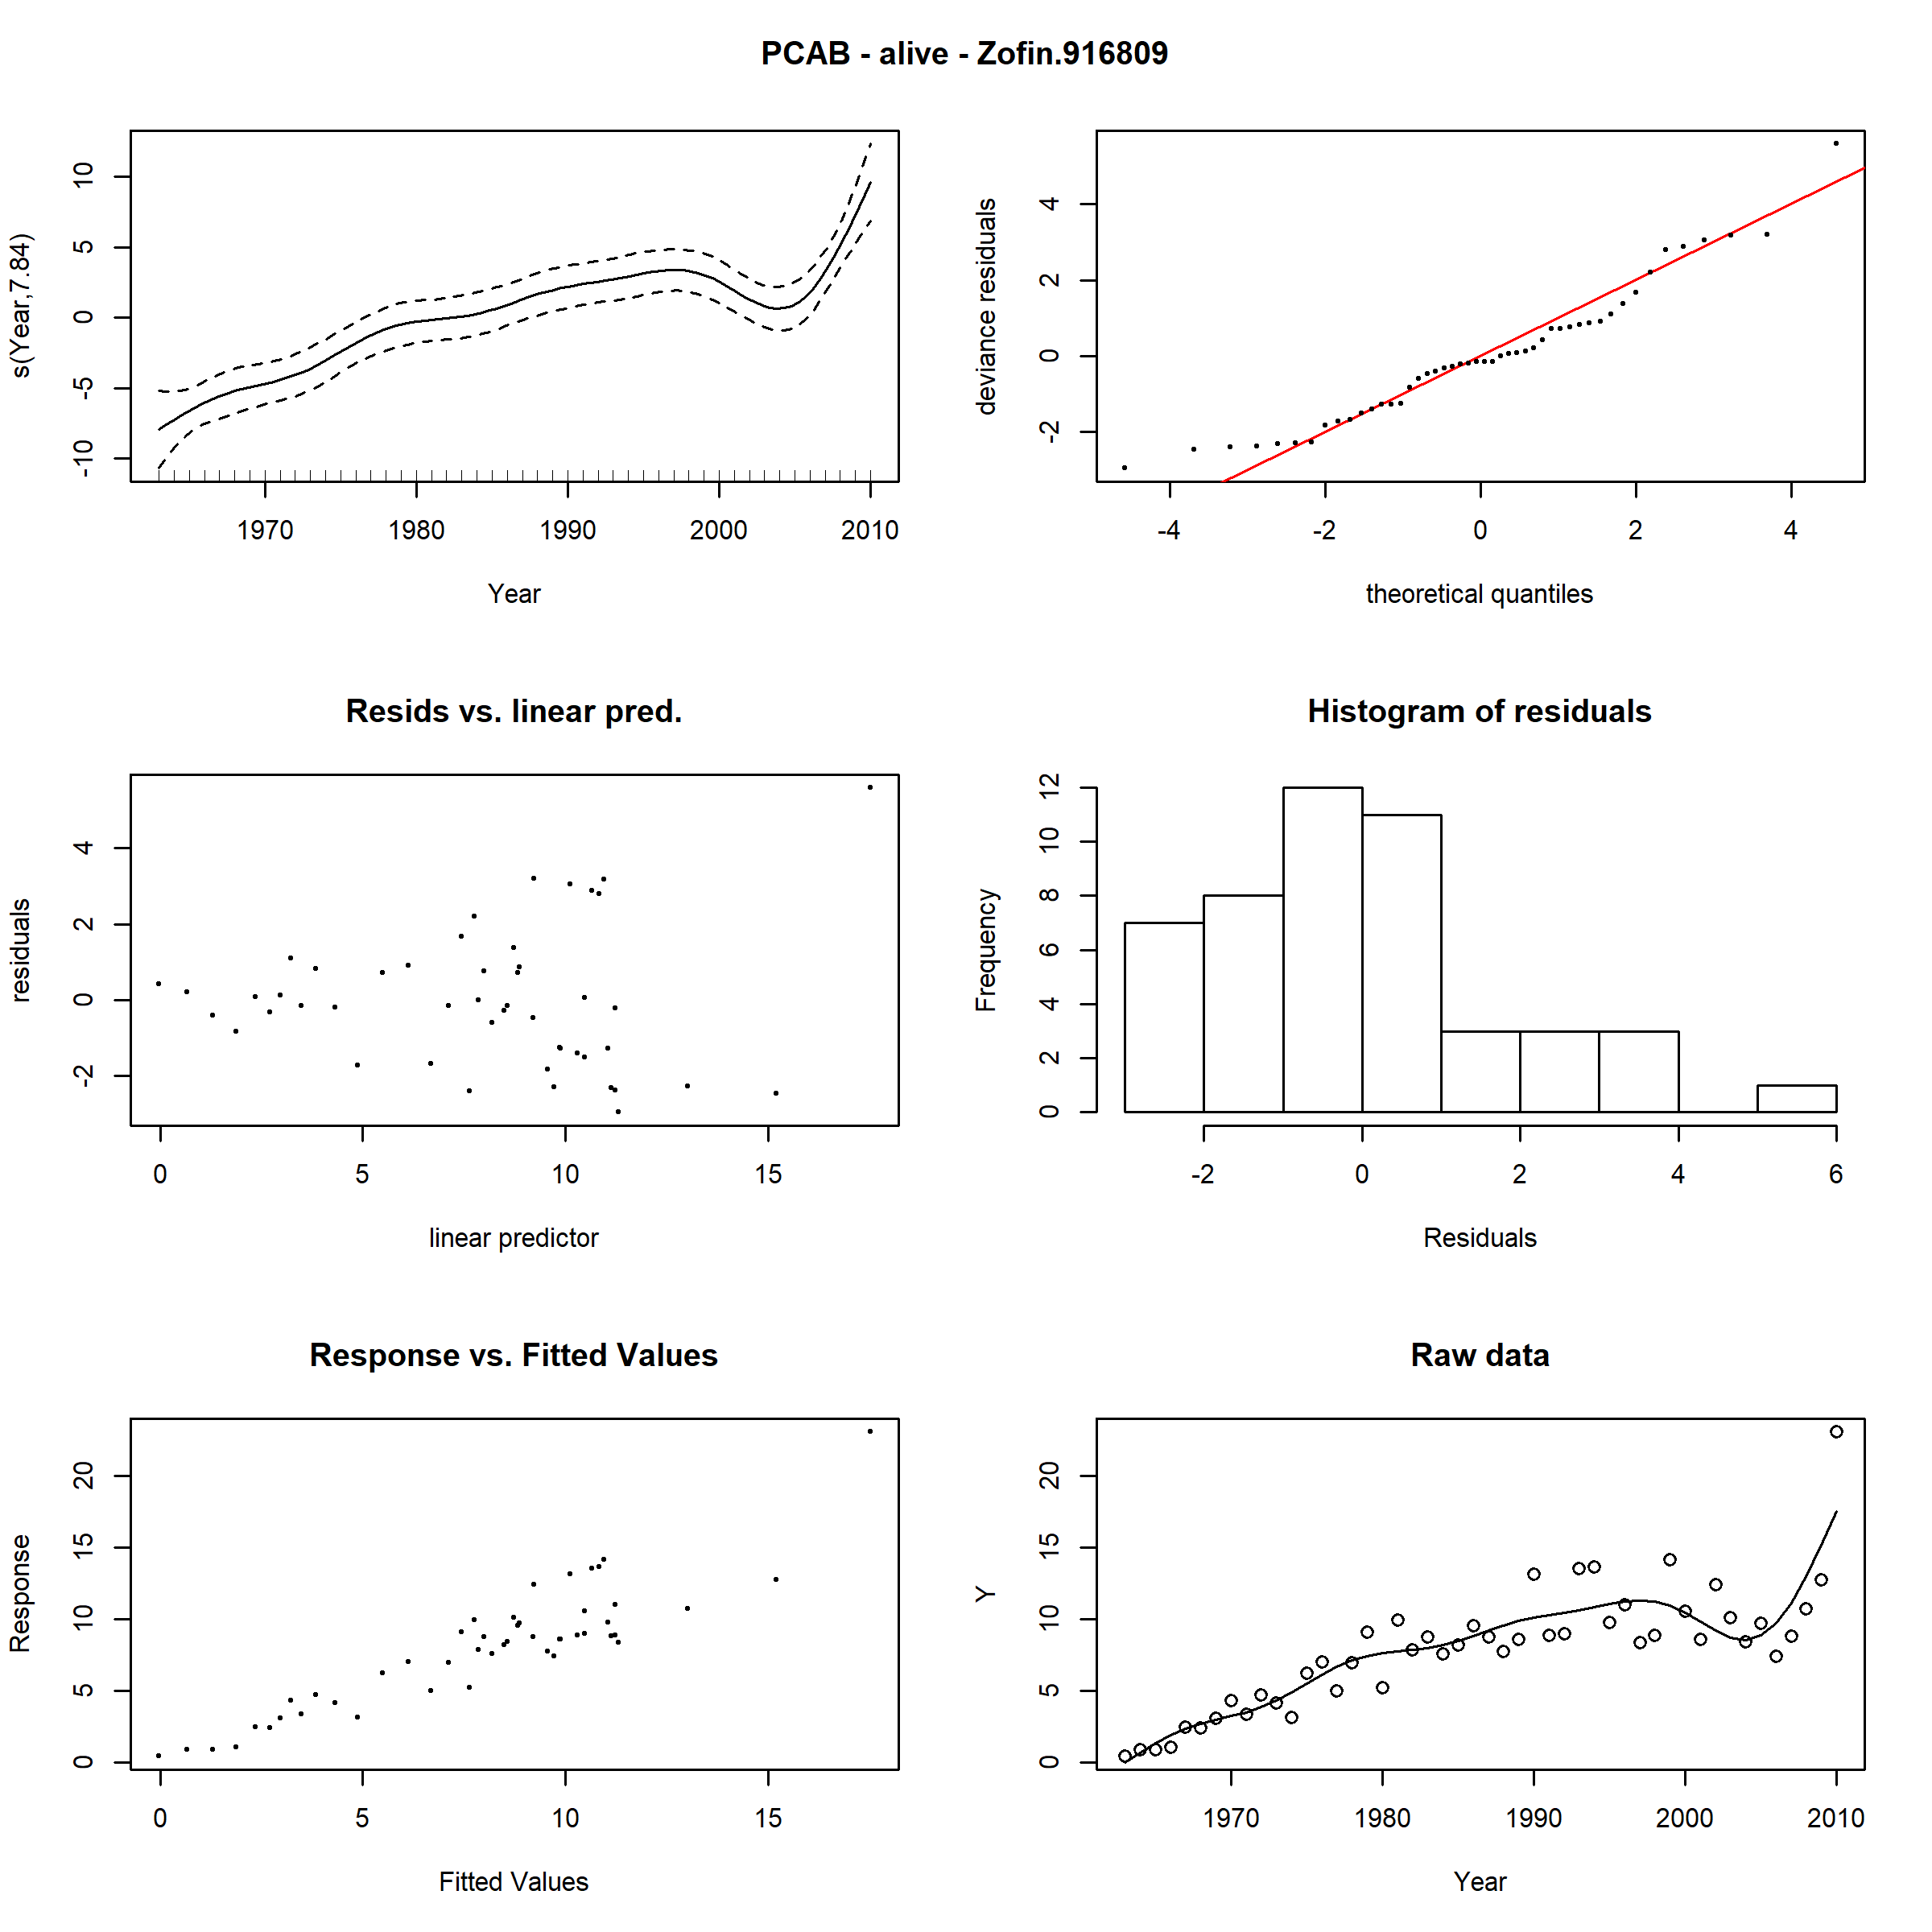 PCAB - alive - Zofin.916809
s(Year,7.84)
10
5
0
-5
-10
1970 1980 1990 2000 2010
Year
deviance residuals
4
2
0
-2
-4 -2 0 2 4
theoretical quantiles
Resids vs. linear pred.
residuals
4
2
0
-2
0 5 10 15
linear predictor
Histogram of residuals
Frequency
12
10
8
6
4
2
0
-2 0 2 4 6
Residuals
Response vs. Fitted Values
Response
20
15
10
5
0
0 5 10 15
Fitted Values
Raw data
Y
20
15
10
5
0
1970 1980 1990 2000 2010
Year